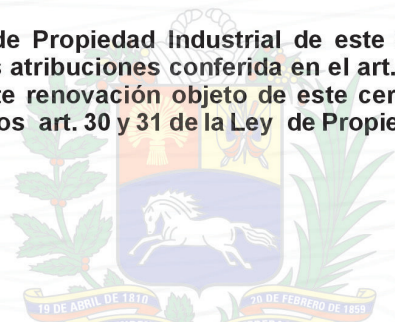 de Propiedad Industrial de este
s atribuciones conferida en el art.
te renovación objeto de este cer
os art. 30 y 31 de la Ley de Propie
19 DE ABRIL DE 1810
20 DE FEBRERO DE 1859